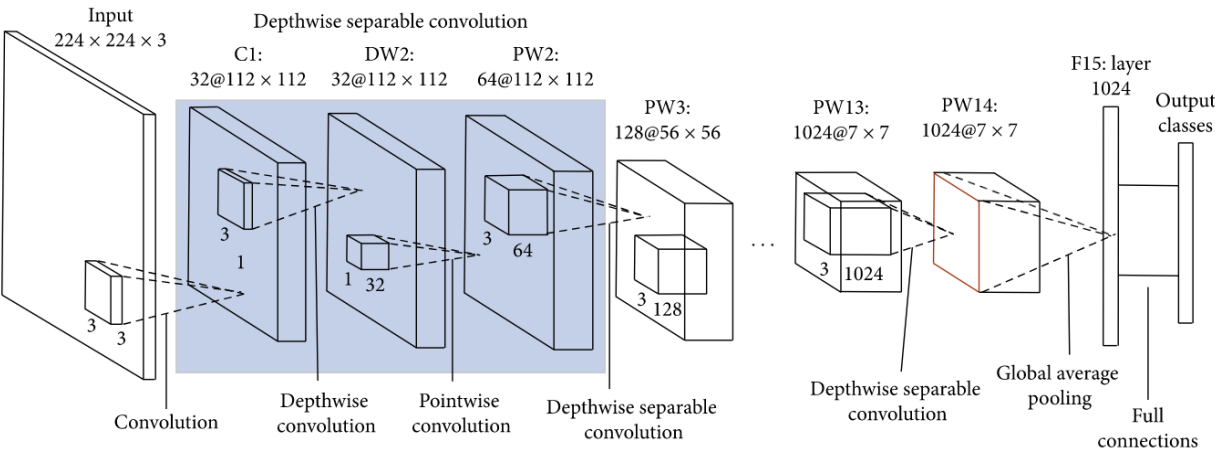 Input
224 × 224 × 3
Depthwise separable convolution
C1:
32@112 × 112
DW2:
32@112 × 112
PW2:
64@112 × 112
PW3:
128@56 × 56
PW13:
1024@7 × 7
PW14:
1024@7 × 7
F15: layer
1024
Output
classes
3
3
3
1
1
32
3
64
3
128
...
3
1024
Convolution
Depthwise
convolution
Pointwise
convolution
Depthwise separable
convolution
Depthwise separable
convolution
Global average
pooling
Full
connections